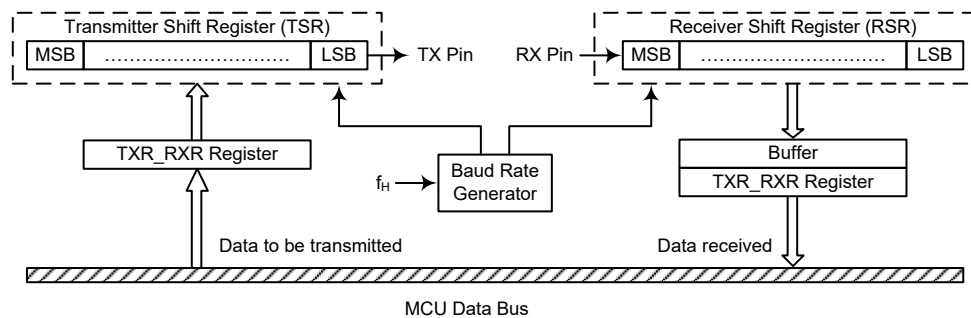 Transmitter Shift Register (TSR)
Receiver Shift Register (RSR)
MSB ………………………… LSB
TX Pin
RX Pin
MSB ………………………… LSB
TXR_RXR Register
fH
Baud Rate
Generator
Buffer
TXR_RXR Register
Data to be transmitted
Data received
MCU Data Bus